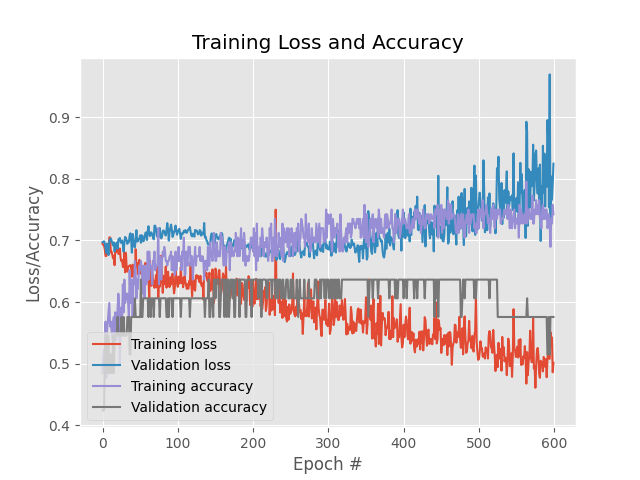 Training Loss and Accuracy
Loss/Accuracy
0.9
0.8
0.7
0.6
0.5
0.4
Training loss
Validation loss
Training accuracy
Validation accuracy
0 100 200 300 400 500 600
Epoch #